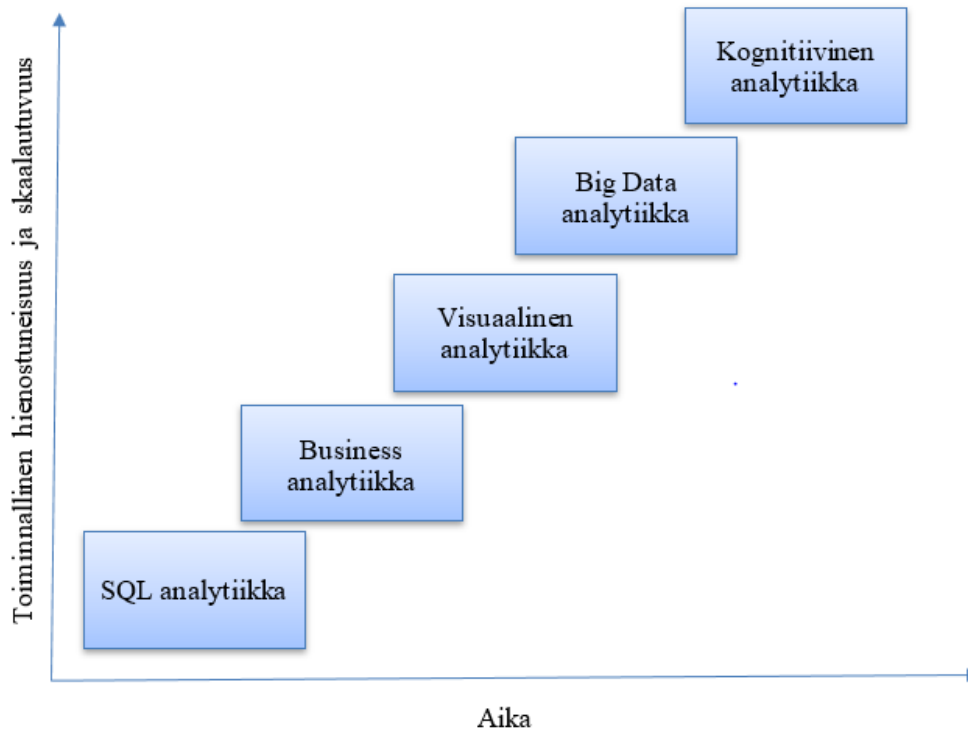 Kognitiivinen
analytiikka
Big Data
analytiikka
Visuaalinen
analytiikka
Business
analytiikka
SQL analytiikka
Toiminnallinen hienostuneisuus ja skaalautuvuus
Aika